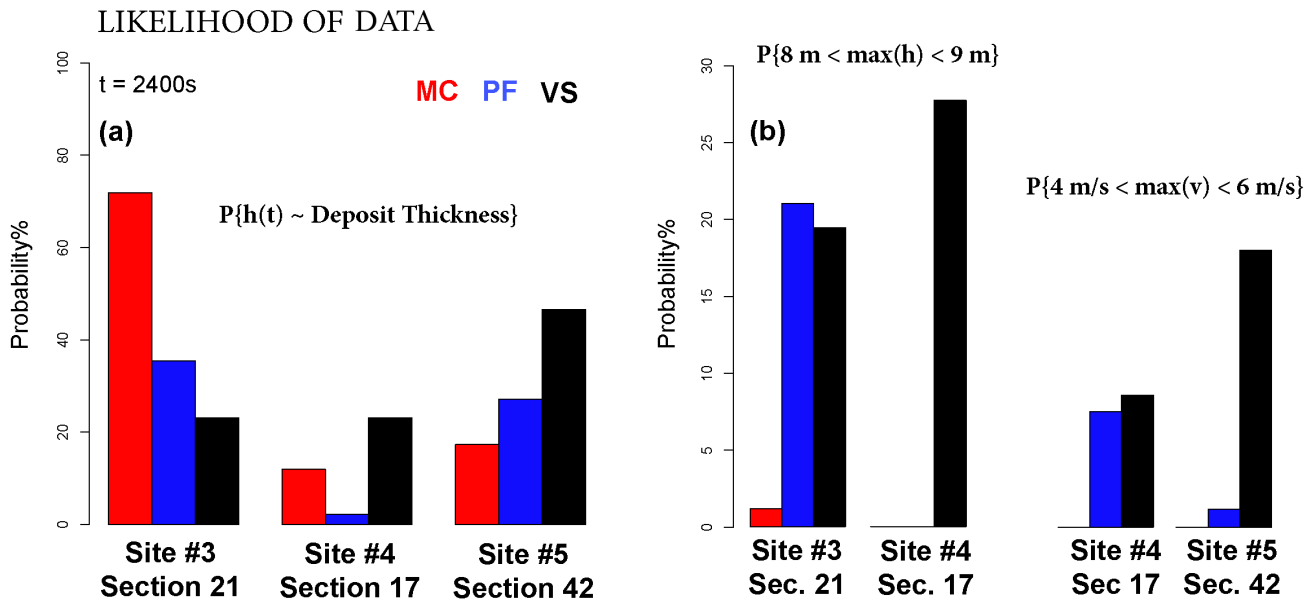 LIKELIHOOD OF DATA
t = 2400s
MC PF VS
(a)
P{h(t) ~ Deposit Thickness}
Probability%
0
20
40
60
80
100
Site #3
Section 21
Site #4
Section 17
Site #5
Section 42
P{8 m < max(h) < 9 m}
(b)
P{4 m/s < max(v) < 6 m/s}
Probability%
0
5
10
15
20
25
30
Site #3
Sec. 21
Site #4
Sec. 17
Site #4
Sec 17
Site #5
Sec. 42